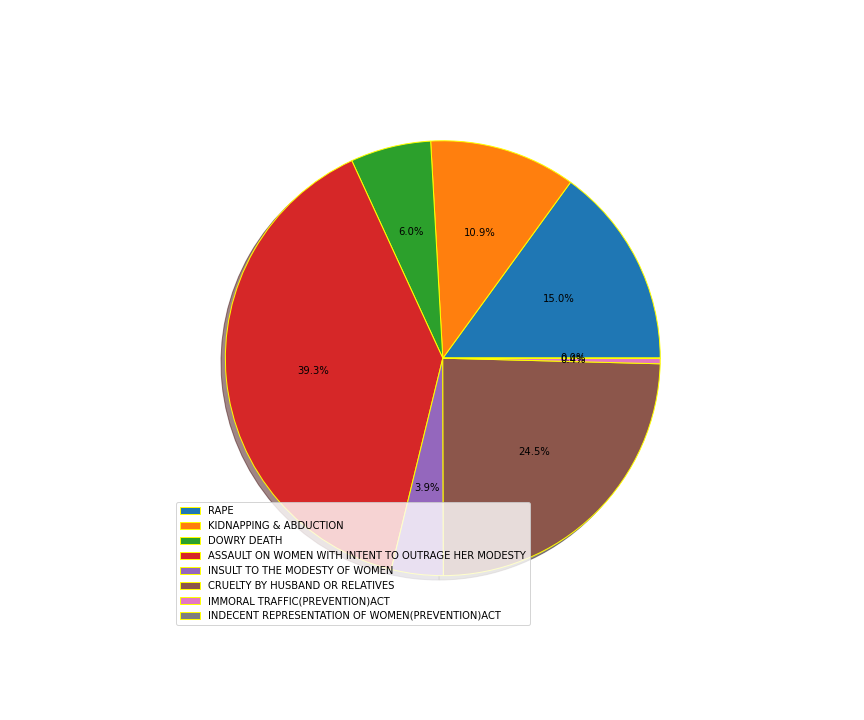 6.0%
10.9%
15.0%
39.3%
24.5%
3.9%
RAPE
KIDNAPPING & ABDUCTION
DOWRY DEATH
ASSAULT ON WOMEN WITH INTENT TO OUTRAGE HER MODESTY
INSULT TO THE MODESTY OF WOMEN
CRUELTY BY HUSBAND OR RELATIVES
IMMORAL TRAFFIC(PREVENTION)ACT
INDECENT REPRESENTATION OF WOMEN(PREVENTION)ACT